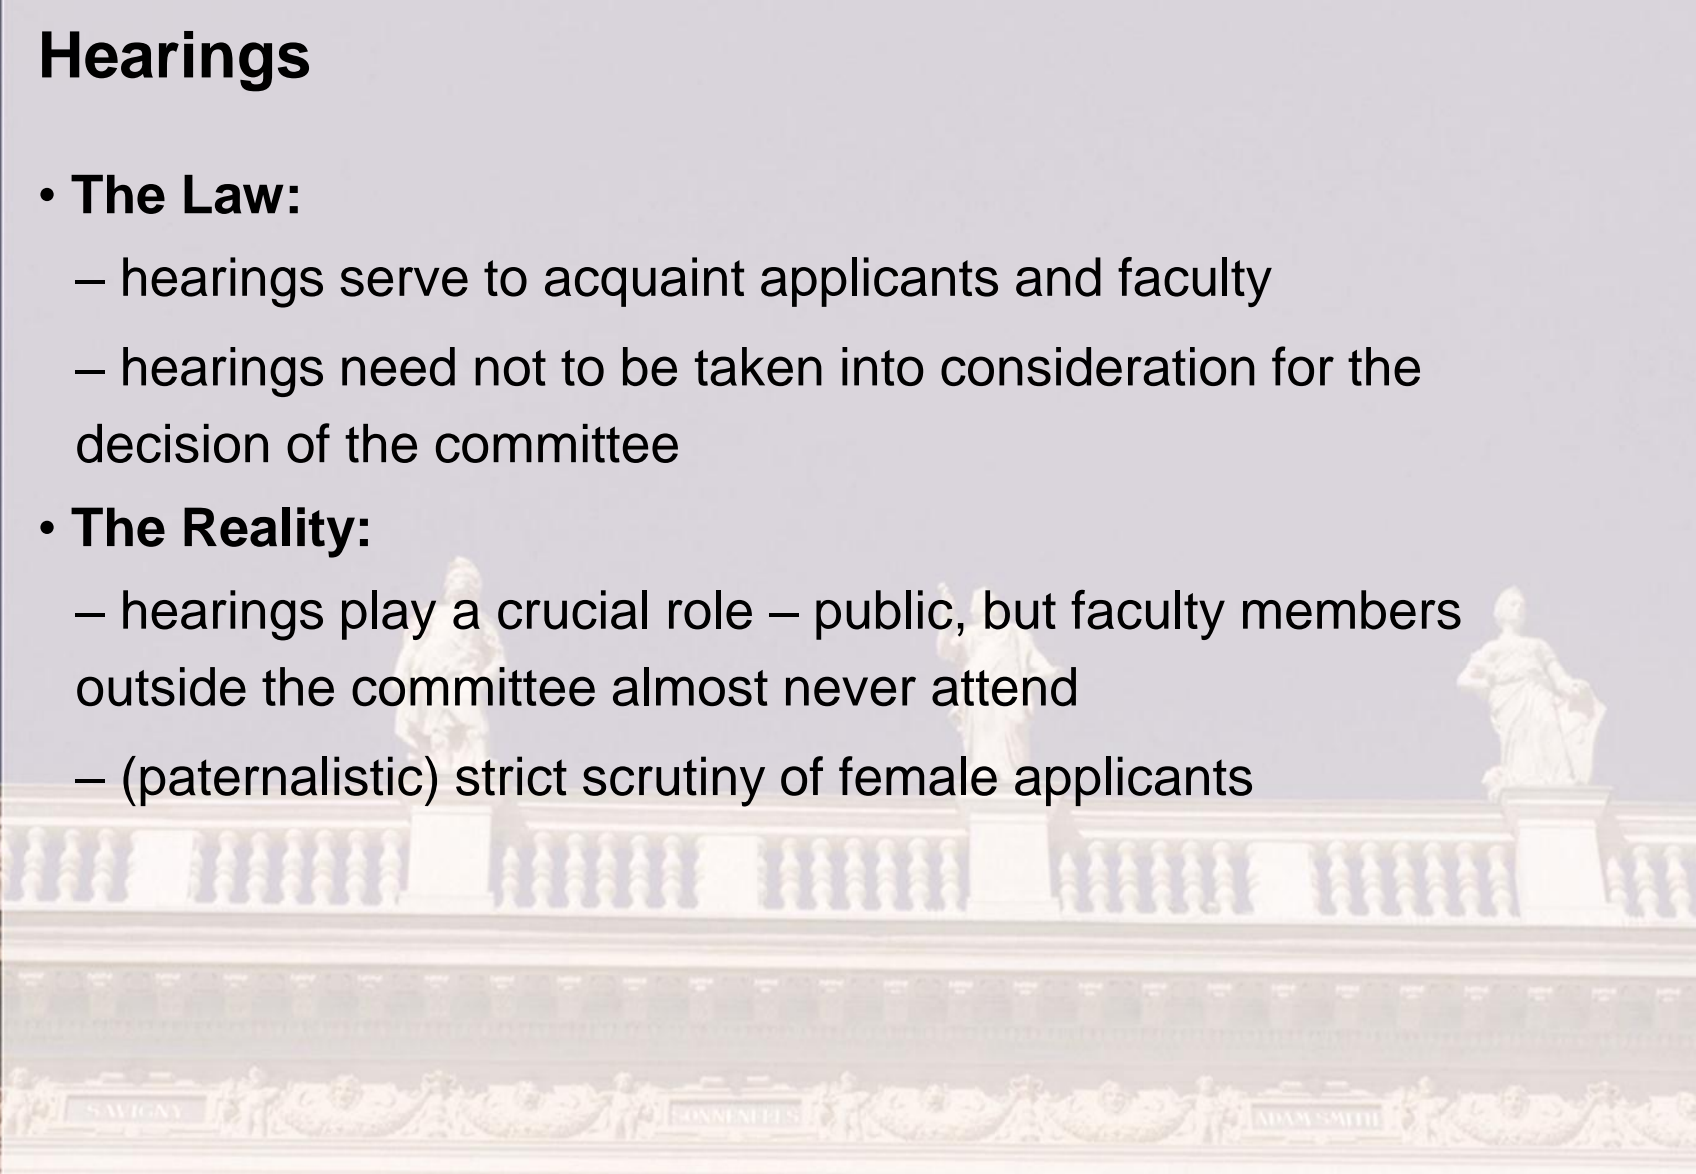 Hearings
• The Law:
– hearings serve to acquaint applicants and faculty
– hearings need not to be taken into consideration for the
decision of the committee
• The Reality:
– hearings play a crucial role – public, but faculty members
outside the committee almost never attend
– (paternalistic) strict scrutiny of female applicants
SAVIGNY
SONNENFELS
ADAM SMITH